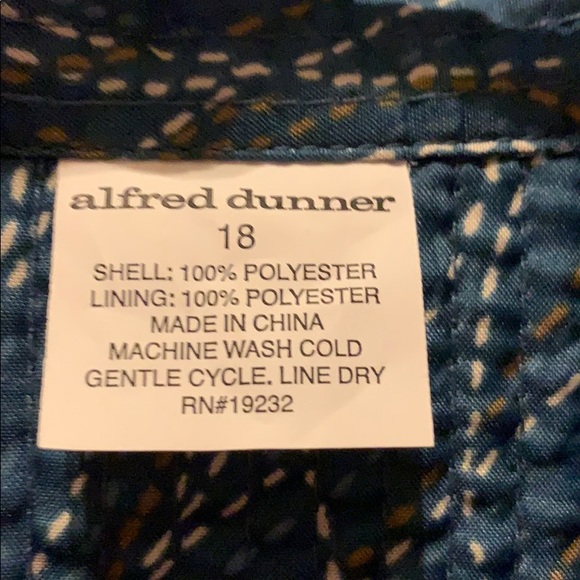 alfred dunner
18
SHELL: 100% POLYESTER
LINING: 100% POLYESTER
MADE IN CHINA
MACHINE WASH COLD
GENTLE CYCLE. LINE DRY
RN#19232